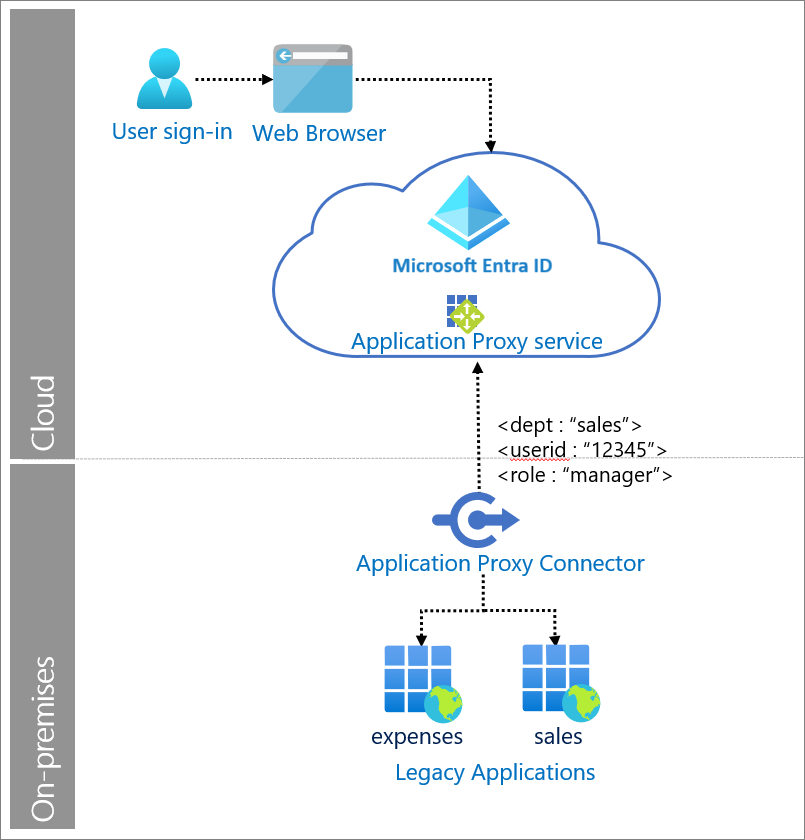 Cloud
User sign-in
Web Browser
Microsoft Entra ID
Application Proxy service
<dept : “sales”>
<userid : “12345”>
<role : “manager”>
On-premises
Application Proxy Connector
expenses
sales
Legacy Applications